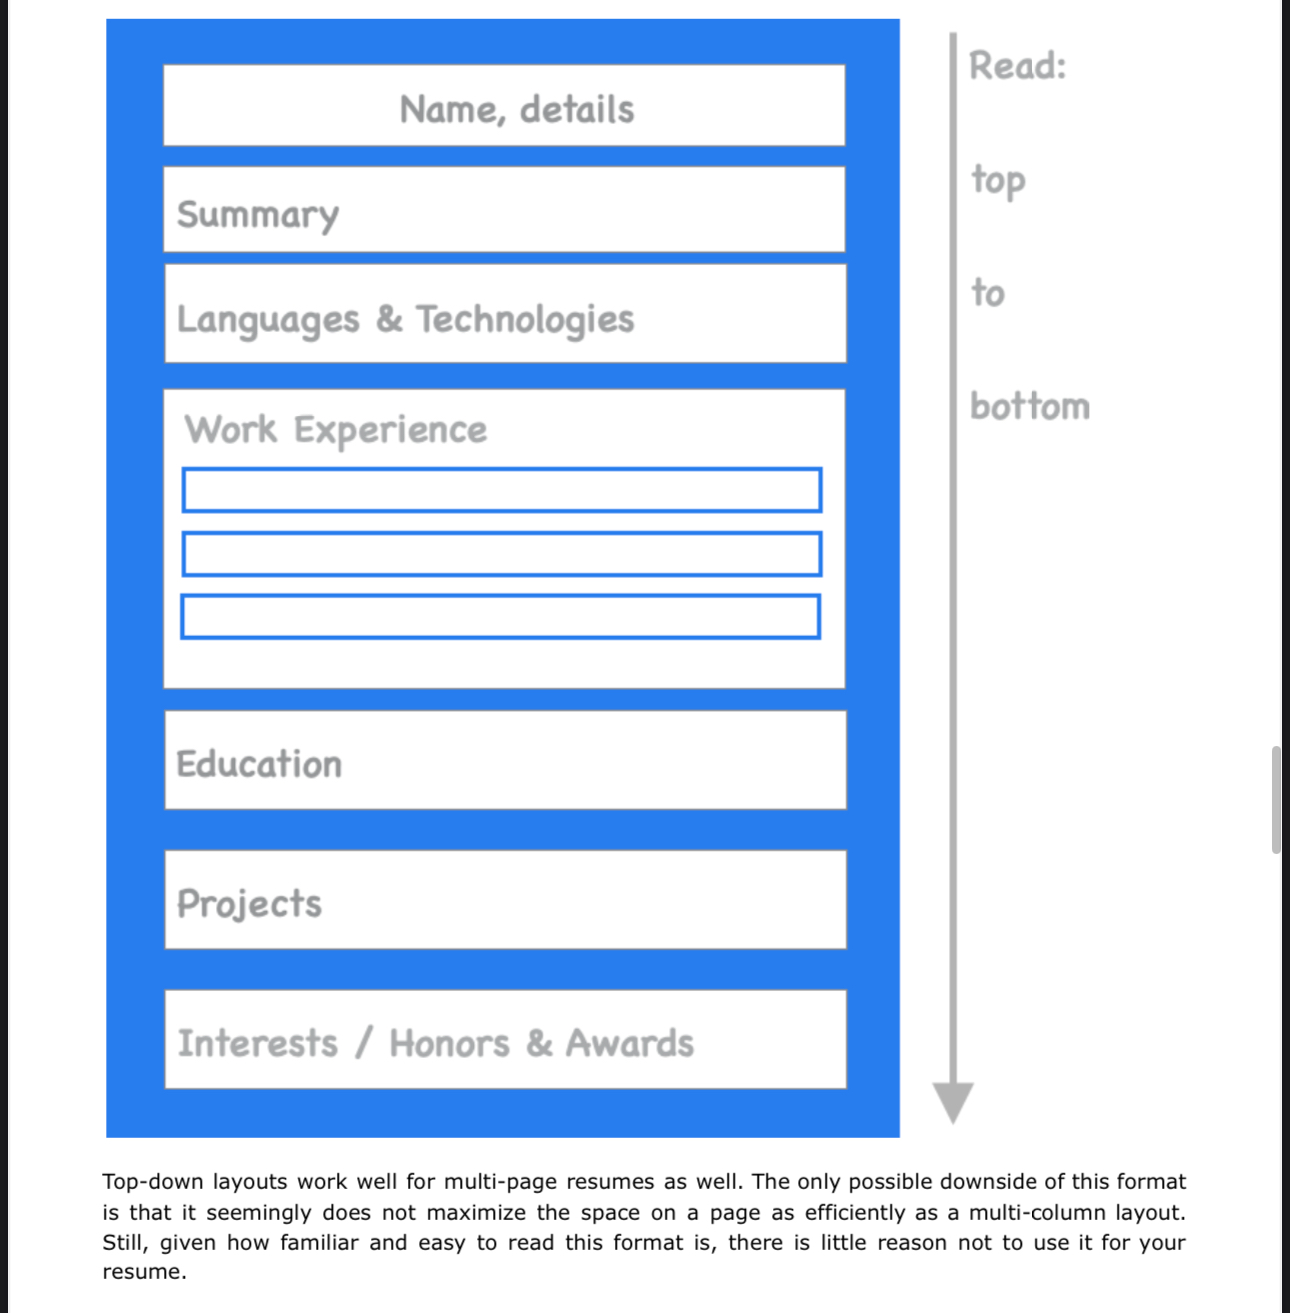 Name, details
Summary
Languages & Technologies
Work Experience
Education
Projects
Interests / Honors & Awards
Read:
top
to
bottom
Top-down layouts work well for multi-page resumes as well. The only possible downside of this format
is that it seemingly does not maximize the space on a page as efficiently as a multi-column layout.
Still, given how familiar and easy to read this format is, there is little reason not to use it for your
resume.